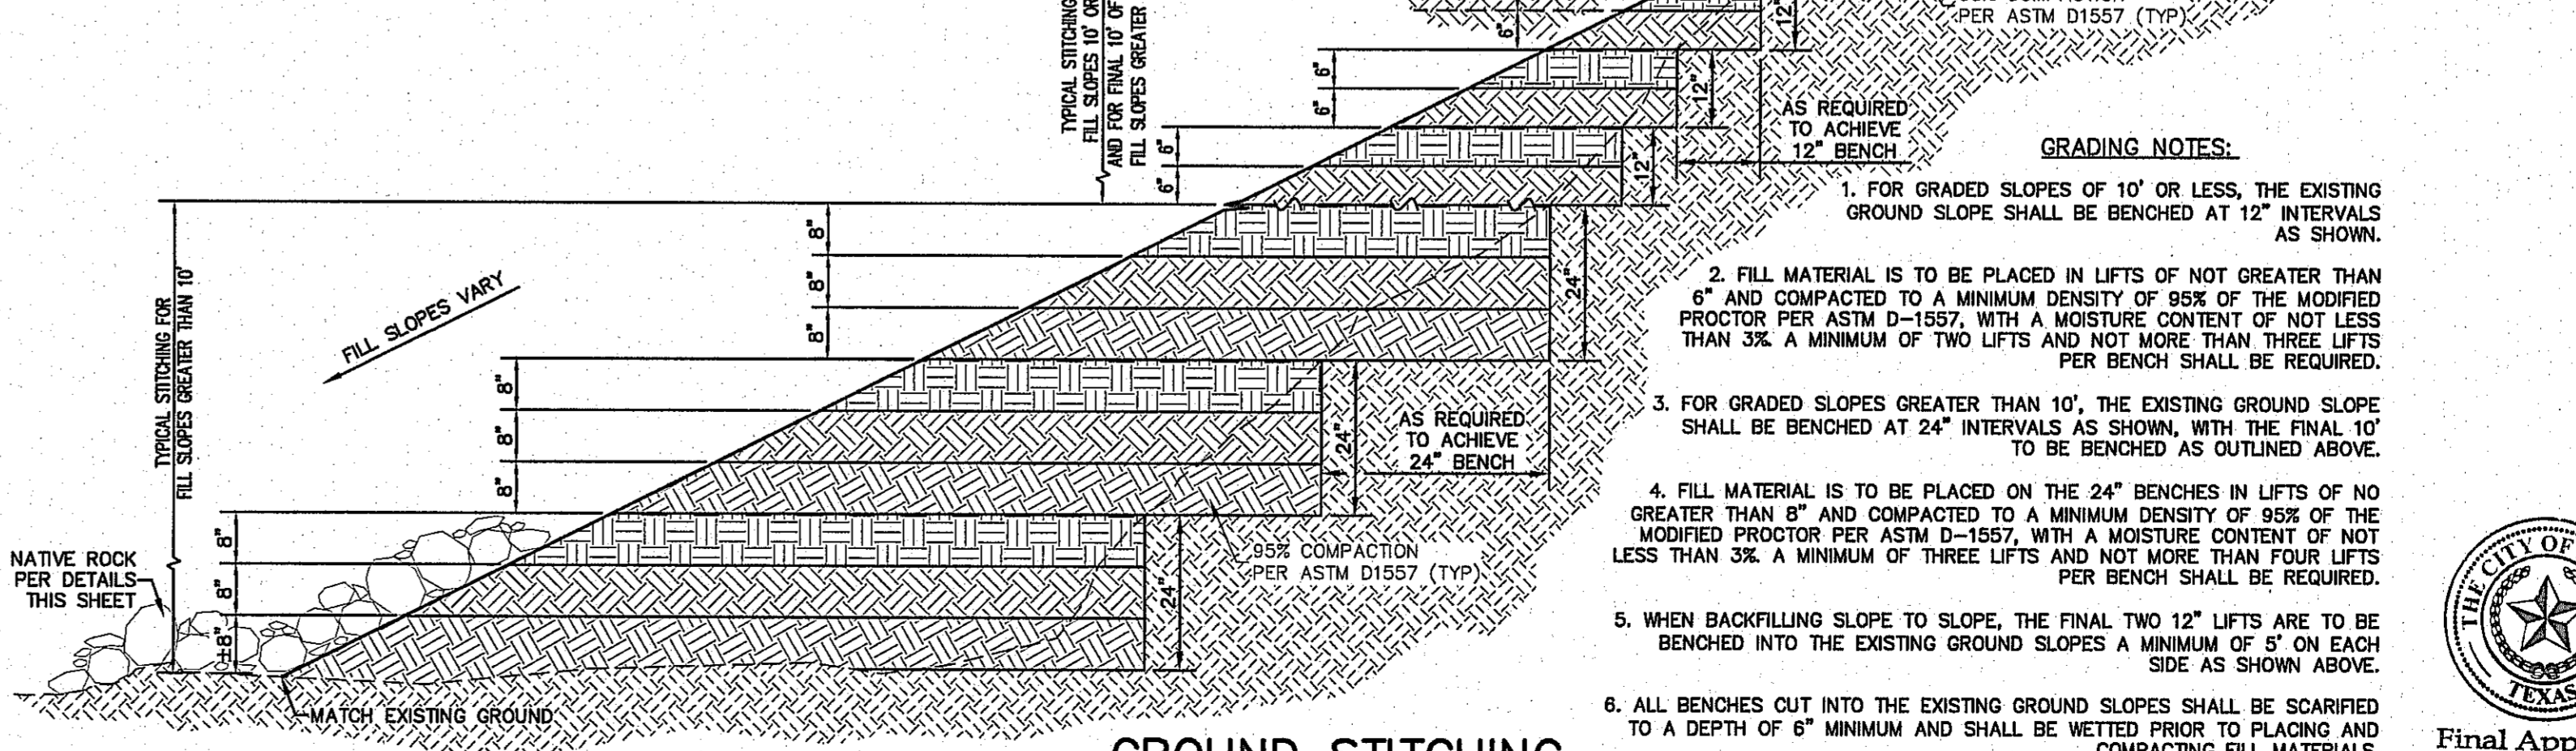 TYPICAL STITCHING
FILL SLOPES 10' OR
AND FOR FINAL 10' OF
FILL SLOPES GREATER
6"
12"
PER ASTM D1557 (TYP)
6"
6"
12"
AS REQUIRED
TO ACHIEVE
12" BENCH
6"
6"
12"
TYPICAL STITCHING FOR
FILL SLOPES GREATER THAN 10'
FILL SLOPES VARY
8"
8"
8"
24"
8"
8"
8"
24"
AS REQUIRED
TO ACHIEVE
24" BENCH
8"
8"
±8"
24"
95% COMPACTION
PER ASTM D1557 (TYP)
NATIVE ROCK
PER DETAILS
THIS SHEET
MATCH EXISTING GROUND
GROUND STITCHING
GRADING NOTES:
1. FOR GRADED SLOPES OF 10' OR LESS, THE EXISTING
GROUND SLOPE SHALL BE BENCHED AT 12" INTERVALS
AS SHOWN.
2. FILL MATERIAL IS TO BE PLACED IN LIFTS OF NOT GREATER THAN
6" AND COMPACTED TO A MINIMUM DENSITY OF 95% OF THE MODIFIED
PROCTOR PER ASTM D-1557, WITH A MOISTURE CONTENT OF NOT LESS
THAN 3%. A MINIMUM OF TWO LIFTS AND NOT MORE THAN THREE LIFTS
PER BENCH SHALL BE REQUIRED.
3. FOR GRADED SLOPES GREATER THAN 10', THE EXISTING GROUND SLOPE
SHALL BE BENCHED AT 24" INTERVALS AS SHOWN, WITH THE FINAL 10'
TO BE BENCHED AS OUTLINED ABOVE.
4. FILL MATERIAL IS TO BE PLACED ON THE 24" BENCHES IN LIFTS OF NO
GREATER THAN 8" AND COMPACTED TO A MINIMUM DENSITY OF 95% OF THE
MODIFIED PROCTOR PER ASTM D-1557, WITH A MOISTURE CONTENT OF NOT
LESS THAN 3%. A MINIMUM OF THREE LIFTS AND NOT MORE THAN FOUR LIFTS
PER BENCH SHALL BE REQUIRED.
5. WHEN BACKFILLING SLOPE TO SLOPE, THE FINAL TWO 12" LIFTS ARE TO BE
BENCHED INTO THE EXISTING GROUND SLOPES A MINIMUM OF 5' ON EACH
SIDE AS SHOWN ABOVE.
6. ALL BENCHES CUT INTO THE EXISTING GROUND SLOPES SHALL BE SCARIFIED
TO A DEPTH OF 6" MINIMUM AND SHALL BE WETTED PRIOR TO PLACING AND
COMPACTING FILL MATERIALS.
THE CITY OF
TEXAS
Final App